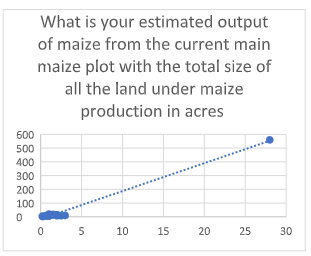 What is your estimated output
of maize from the current main
maize plot with the total size of
all the land under maize
production in acres
600
500
400
300
200
100
0
0 5 10 15 20 25 30